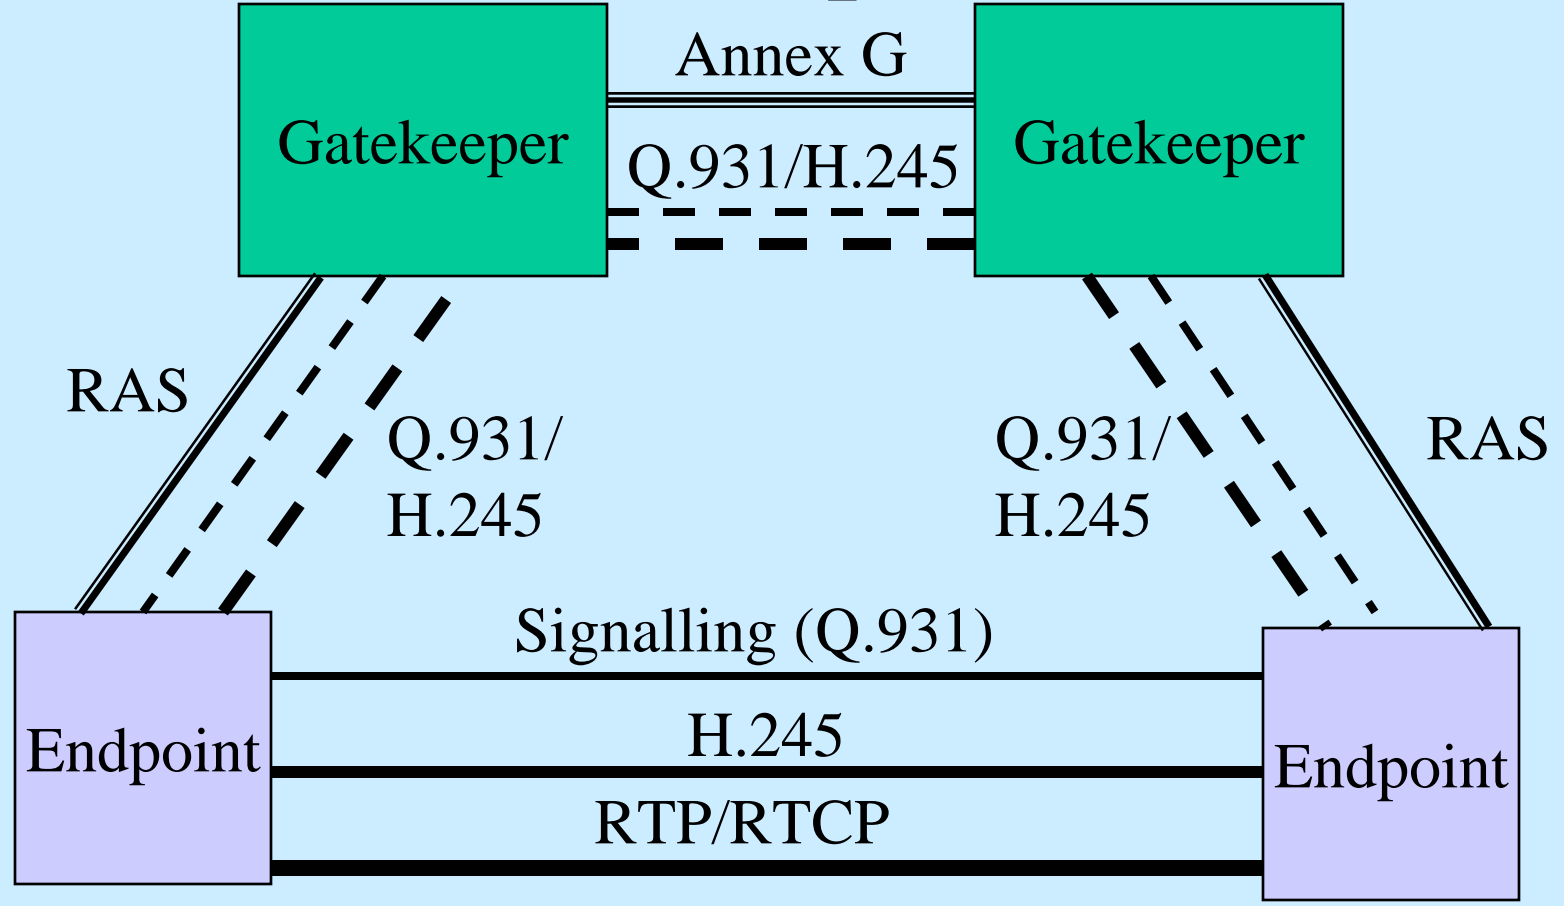 Annex G
Gatekeeper
Gatekeeper
Q.931/H.245
RAS
Q.931/
H.245
Q.931/
H.245
RAS
Signalling (Q.931)
H.245
Endpoint
Endpoint
RTP/RTCP